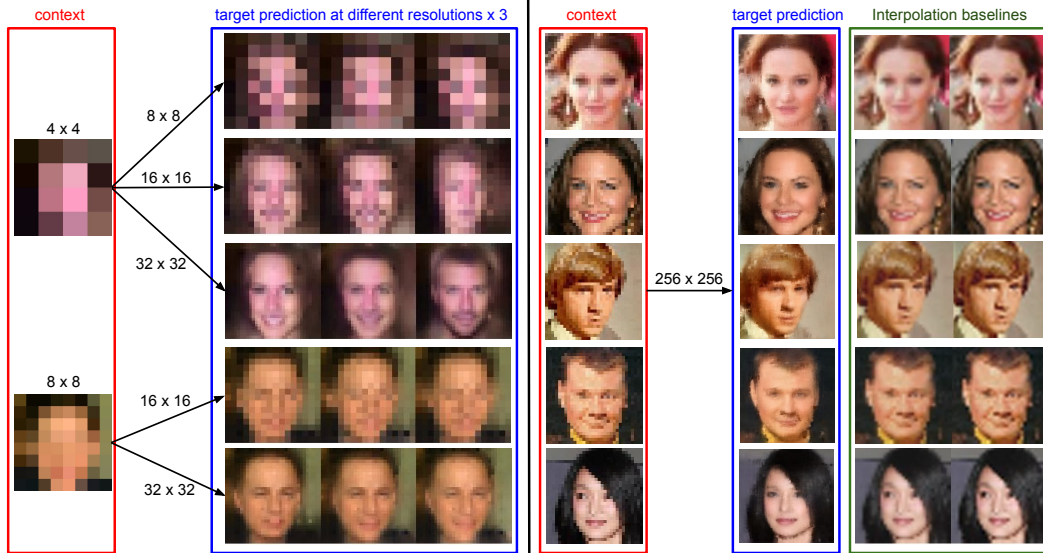 context
target prediction at different resolutions x 3
context
target prediction
Interpolation baselines
4 x 4
8 x 8
16 x 16
32 x 32
256 x 256
8 x 8
16 x 16
32 x 32